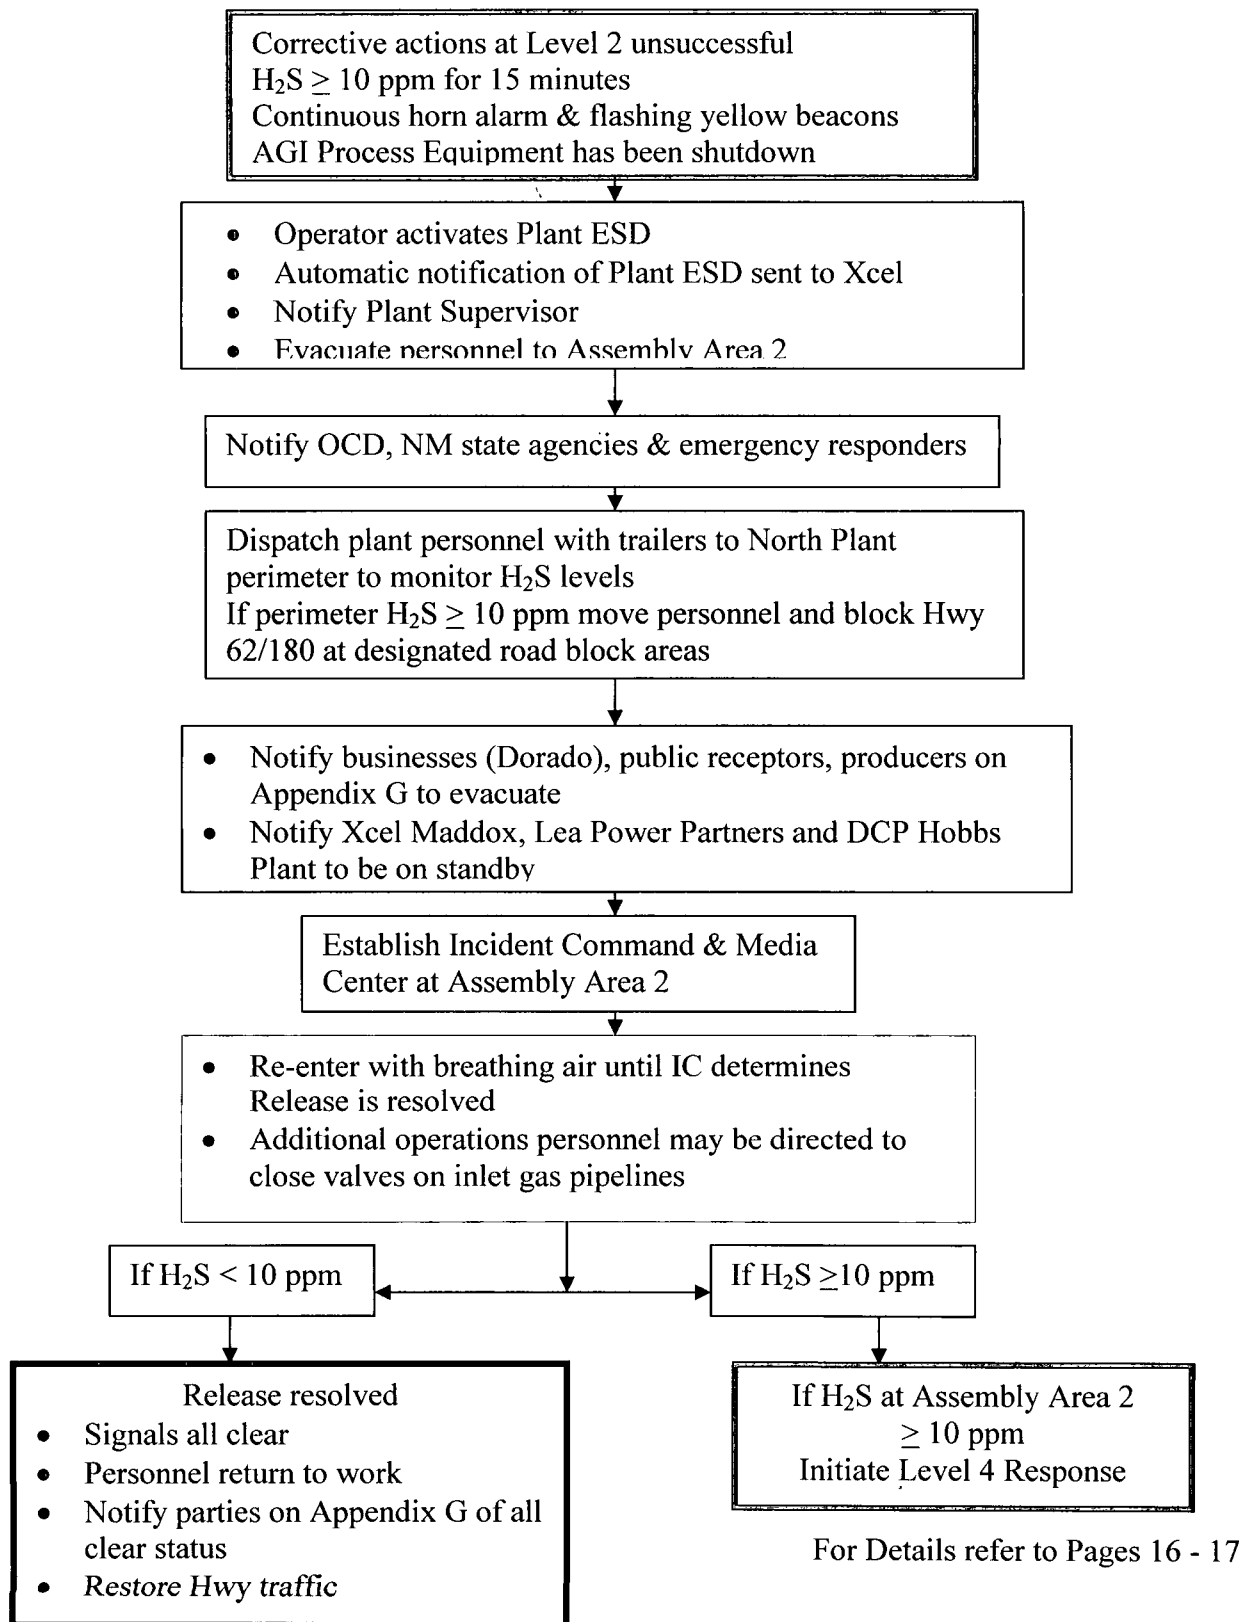 Corrective actions at Level 2 unsuccessful
H₂S ≥ 10 ppm for 15 minutes
Continuous horn alarm & flashing yellow beacons
AGI Process Equipment has been shutdown
• Operator activates Plant ESD
• Automatic notification of Plant ESD sent to Xcel
• Notify Plant Supervisor
• Evacuate personnel to Assembly Area 2
Notify OCD, NM state agencies & emergency responders
Dispatch plant personnel with trailers to North Plant
perimeter to monitor H₂S levels
If perimeter H₂S ≥ 10 ppm move personnel and block Hwy
62/180 at designated road block areas
• Notify businesses (Dorado), public receptors, producers on
Appendix G to evacuate
• Notify Xcel Maddox, Lea Power Partners and DCP Hobbs
Plant to be on standby
Establish Incident Command & Media
Center at Assembly Area 2
• Re-enter with breathing air until IC determines
Release is resolved
• Additional operations personnel may be directed to
close valves on inlet gas pipelines
If H₂S < 10 ppm
If H₂S ≥10 ppm
Release resolved
• Signals all clear
• Personnel return to work
• Notify parties on Appendix G of all
clear status
• Restore Hwy traffic
If H₂S at Assembly Area 2
≥ 10 ppm
Initiate Level 4 Response
For Details refer to Pages 16 - 17